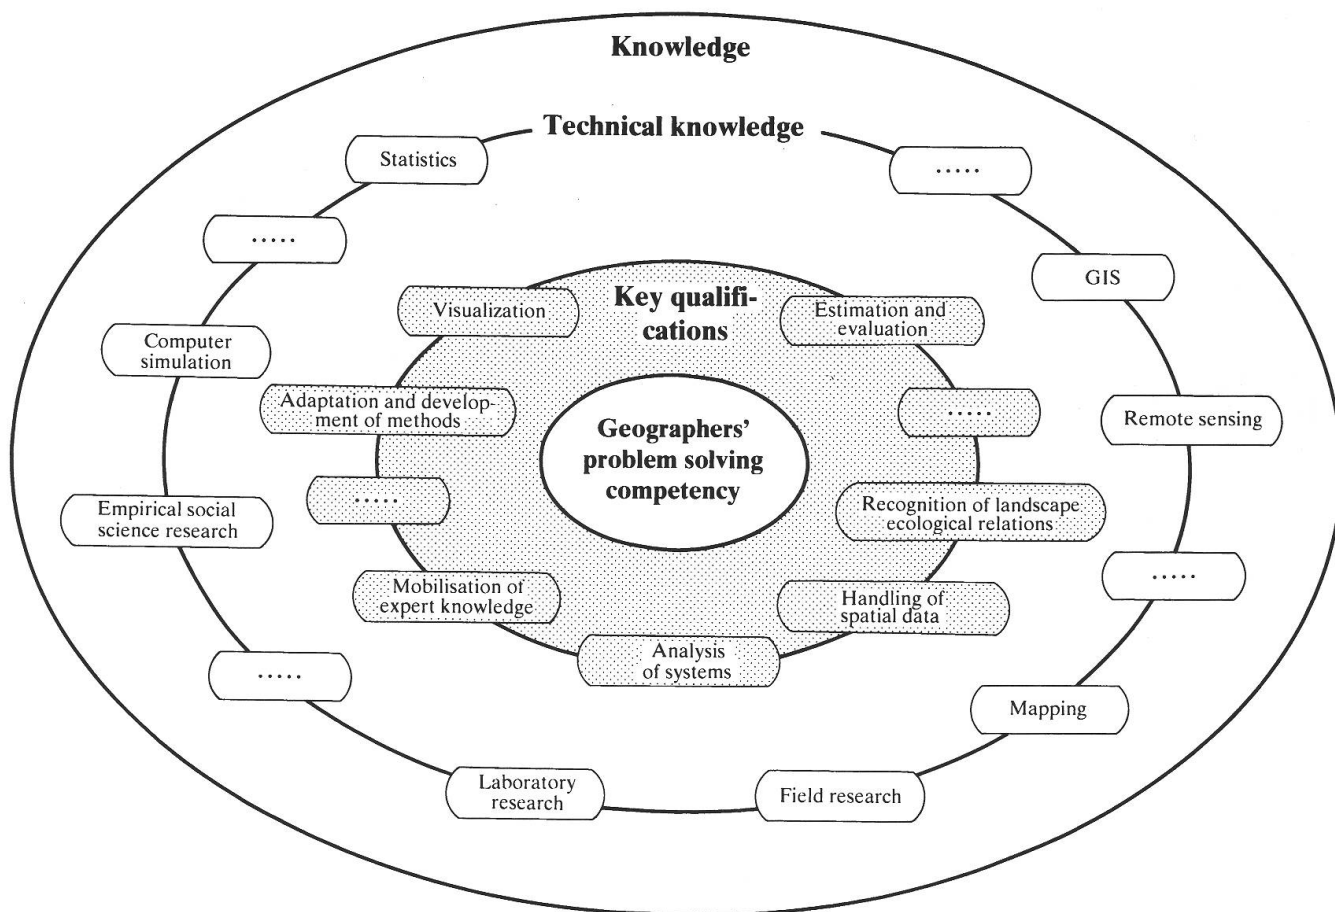 Knowledge
Technical knowledge
Statistics
.....
.....
GIS
Key qualifi-
cations
Visualization
Estimation and
evaluation
Computer
simulation
Adaptation and develop-
ment of methods
.....
Remote sensing
Geographers'
problem solving
competency
.....
Recognition of landscape
ecological relations
Empirical social
science research
.....
Mobilisation of
expert knowledge
Handling of
spatial data
Analysis
of systems
.....
Mapping
Laboratory
research
Field research